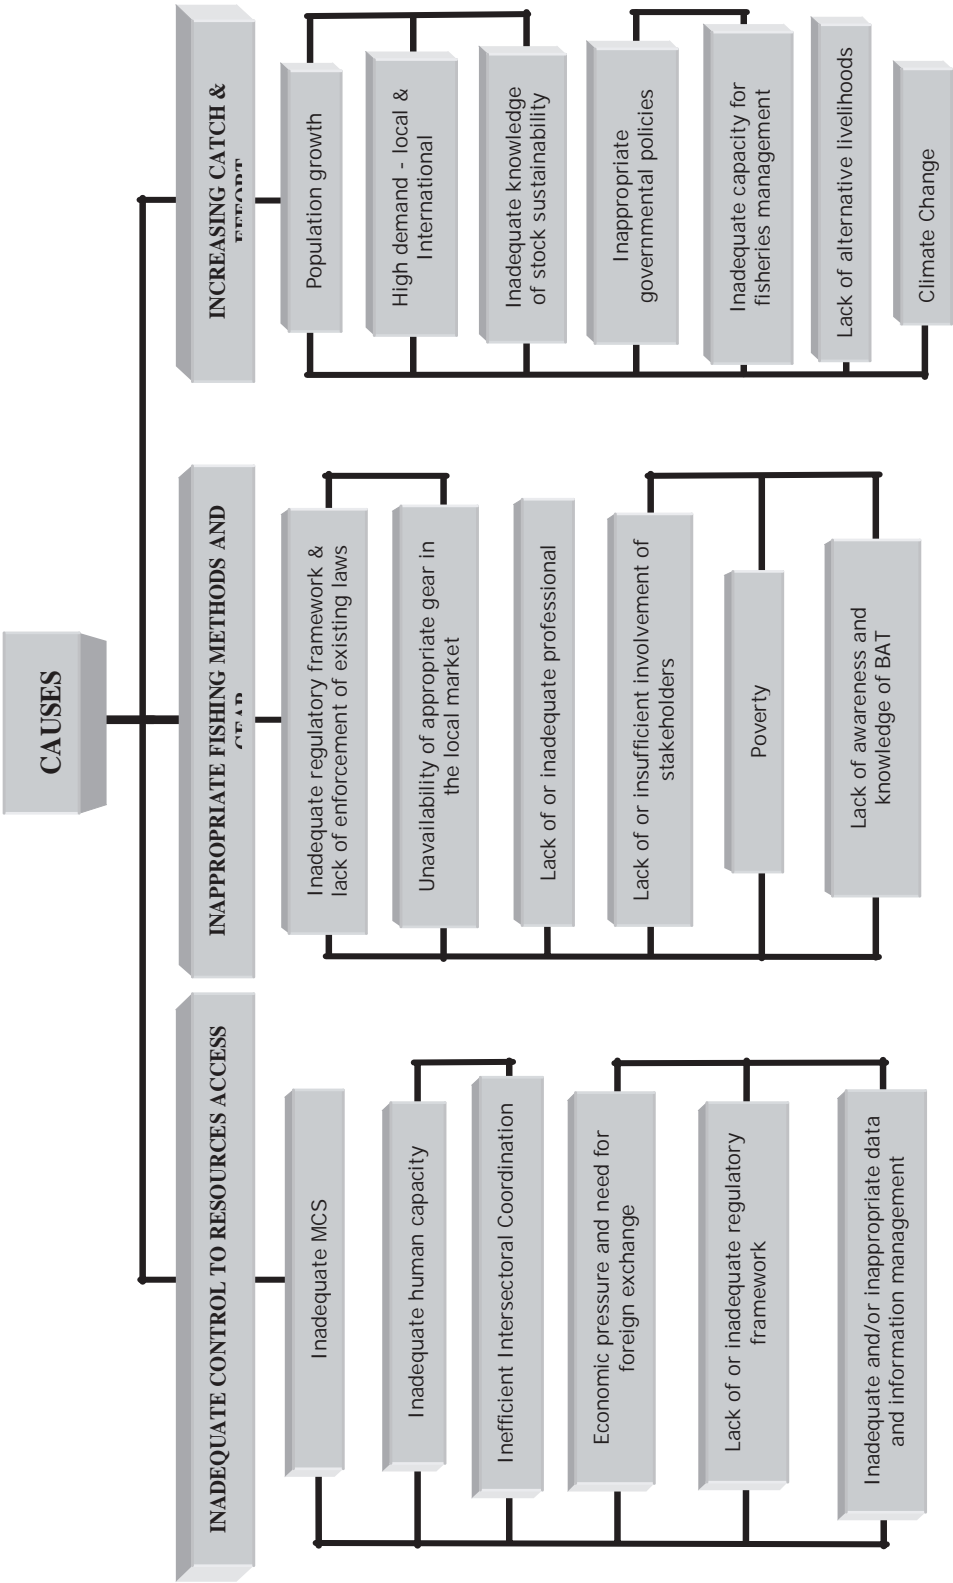 CAUSES
INADEQUATE CONTROL TO RESOURCES ACCESS
Inadequate MCS
Inadequate human capacity
Inefficient Intersectoral Coordination
Economic pressure and need for
foreign exchange
Lack of or inadequate regulatory
framework
Inadequate and/or inappropriate data
and information management
INAPPROPRIATE FISHING METHODS AND
GEAR
Inadequate regulatory framework &
lack of enforcement of existing laws
Unavailability of appropriate gear in
the local market
Lack of or inadequate professional
Lack of or insufficient involvement of
stakeholders
Poverty
Lack of awareness and
knowledge of BAT
INCREASING CATCH &
EFFORT
Population growth
High demand - local &
International
Inadequate knowledge
of stock sustainability
Inappropriate
governmental policies
Inadequate capacity for
fisheries management
Lack of alternative livelihoods
Climate Change